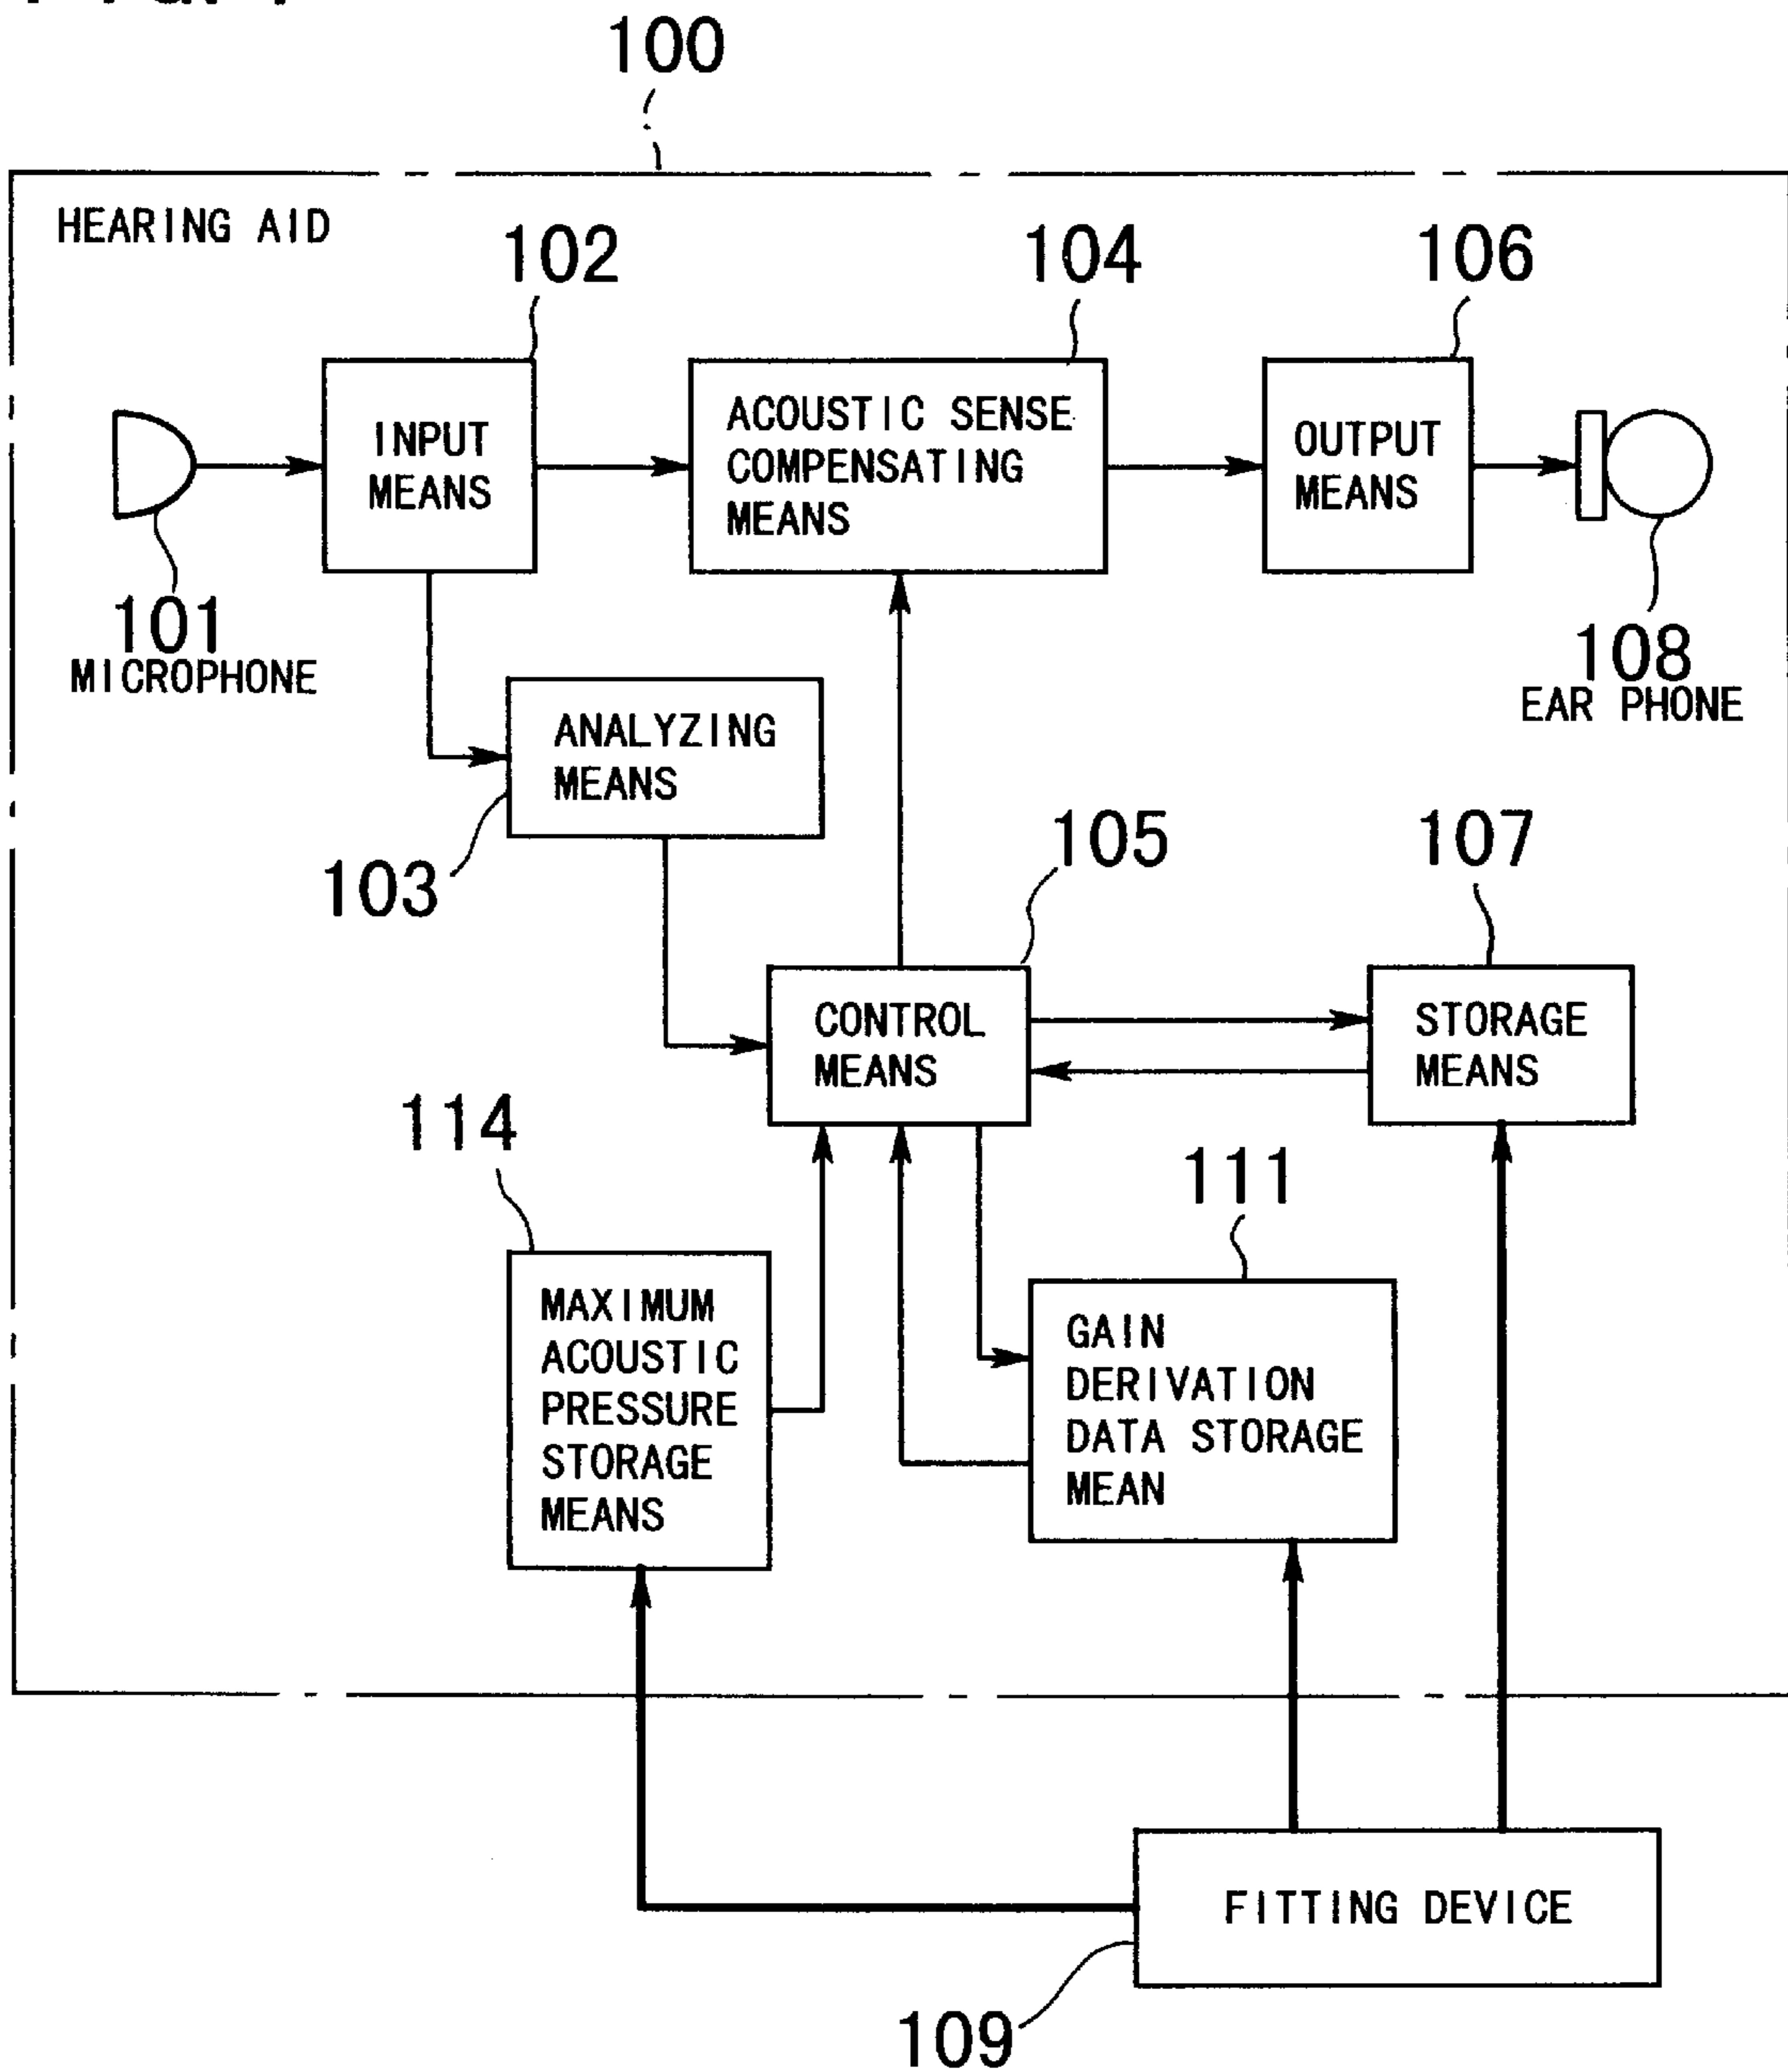 100
HEARING AID
102
104
106
INPUT
MEANS
ACOUSTIC SENSE
COMPENSATING
MEANS
OUTPUT
MEANS
101
MICROPHONE
108
EAR PHONE
ANALYZING
MEANS
103
105
107
CONTROL
MEANS
STORAGE
MEANS
114
111
MAXIMUM
ACOUSTIC
PRESSURE
STORAGE
MEANS
GAIN
DERIVATION
DATA STORAGE
MEAN
FITTING DEVICE
109